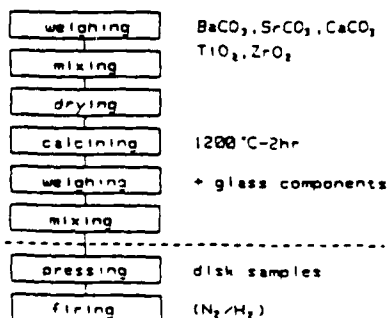 weighing BaCO₃, SrCO₃, CaCO₃
mixing TiO₂, ZrO₂
drying
calcining 1200°C-2hr
weighing + glass components
mixing
pressing disk samples
firing (N₂/H₂)